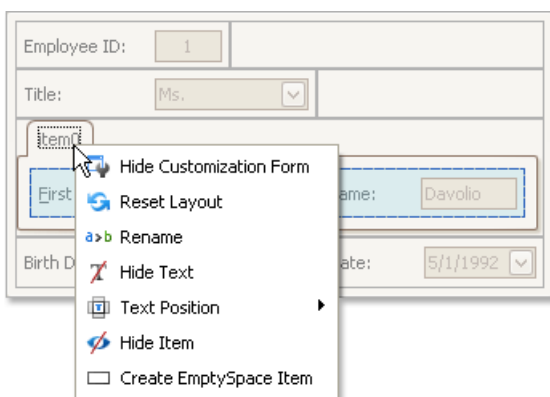 Employee ID: 1
Title: Ms.
item0
Hide Customization Form
First ame: Davolio
Reset Layout
a>b Rename
Birth D ate: 5/1/1992
Hide Text
Text Position
Hide Item
Create EmptySpace Item